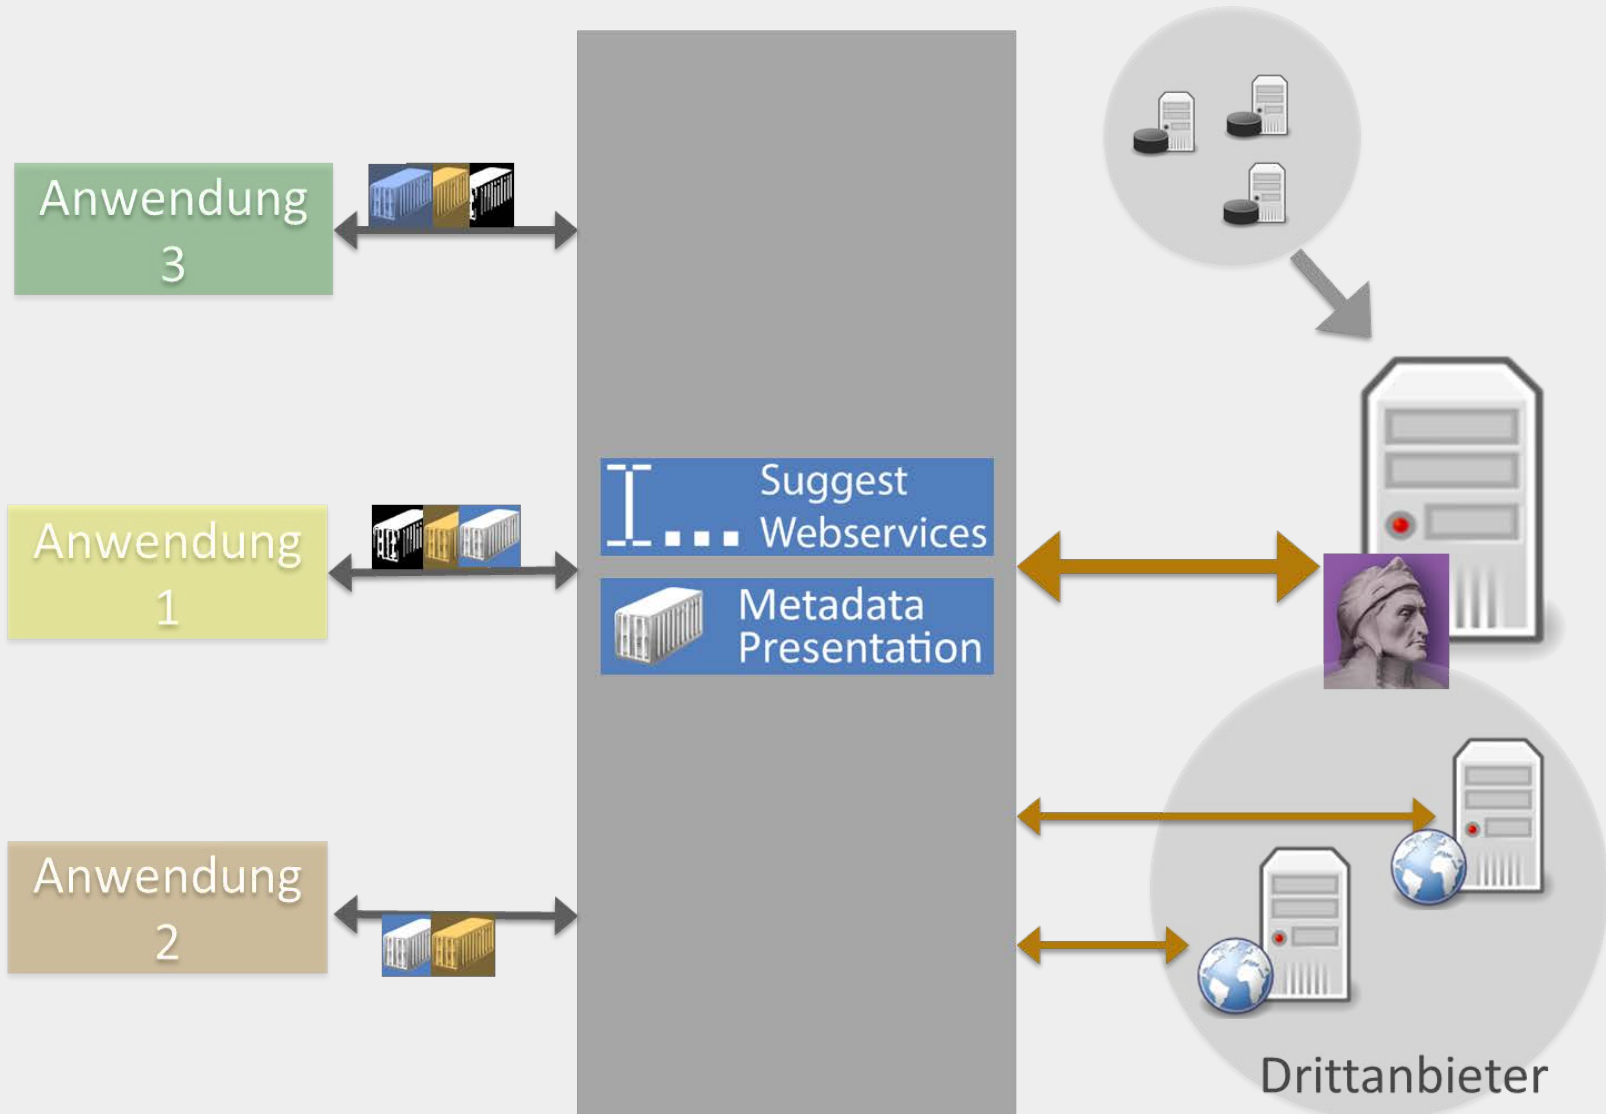 Anwendung
3
Suggest
Webservices
Anwendung
1
Metadata
Presentation
Anwendung
2
Drittanbieter